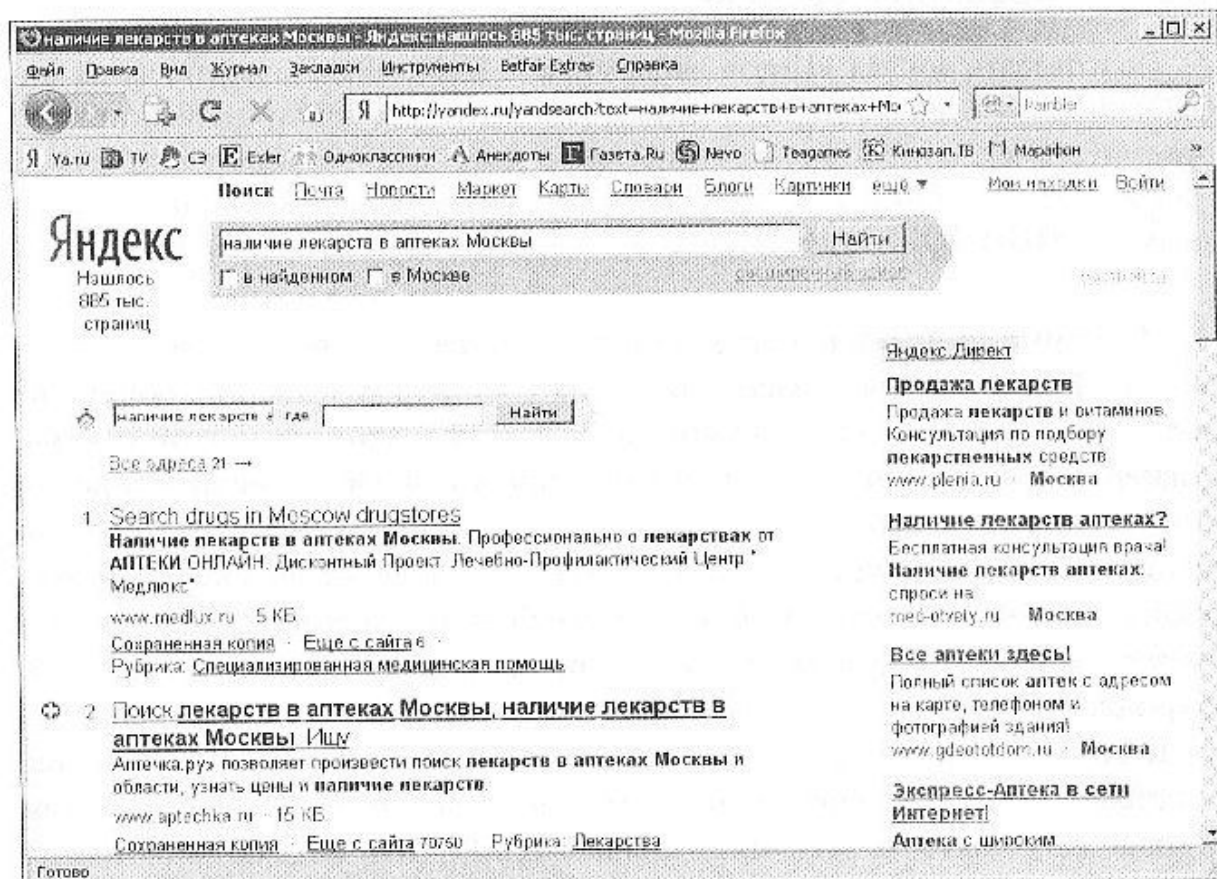 наличие лекарств в аптеках Москвы - Яндекс: нашлось 885 тыс. страниц - Mozilla Firefox
Файл Правка Вид Журнал Закладки Инструменты Betfair Extras Справка
http://yandex.ru/yandsearch?text=наличие+лекарств+в+аптеках+Мо Rambler
Ya.ru TV СЭ Exler Одноклассники Анекдоты Газета.Ru Nevo Teagames Кинозал.ТВ Марафон »
Поиск Почта Новости Маркет Карты Словари Блоги Картинки ещё ▼ Мои находки Войти
Яндекс
наличие лекарств в аптеках Москвы Найти
в найденном в Москве расширенный поиск
Нашлось
885 тыс.
страниц
наличие лекарств в где Найти
Все адреса 21 →
1. Search drugs in Moscow drugstores
Наличие лекарств в аптеках Москвы. Профессионально о лекарствах от
АПТЕКИ ОНЛАЙН. Дисконтный Проект. Лечебно-Профилактический Центр "
Медлюкс"
www.medlux.ru · 5 КБ
Сохраненная копия · Еще с сайта 6 ·
Рубрика: Специализированная медицинская помощь
2. Поиск лекарств в аптеках Москвы, наличие лекарств в
аптеках Москвы Ищу
Аптечка.ру» позволяет произвести поиск лекарств в аптеках Москвы и
области, узнать цены и наличие лекарств.
www.aptechka.ru · 15 КБ
Сохраненная копия · Еще с сайта 70760 · Рубрика: Лекарства
Яндекс.Директ
Продажа лекарств
Продажа лекарств и витаминов.
Консультация по подбору
лекарственных средств
www.plenia.ru Москва
Наличие лекарств аптеках?
Бесплатная консультация врача!
Наличие лекарств аптеках:
спроси на
med-otvety.ru Москва
Все аптеки здесь!
Полный список аптек с адресом
на карте, телефоном и
фотографией здания!
www.gdeetotdom.ru Москва
Экспресс-Аптека в сети
Интернет!
Аптека с широким
Готово